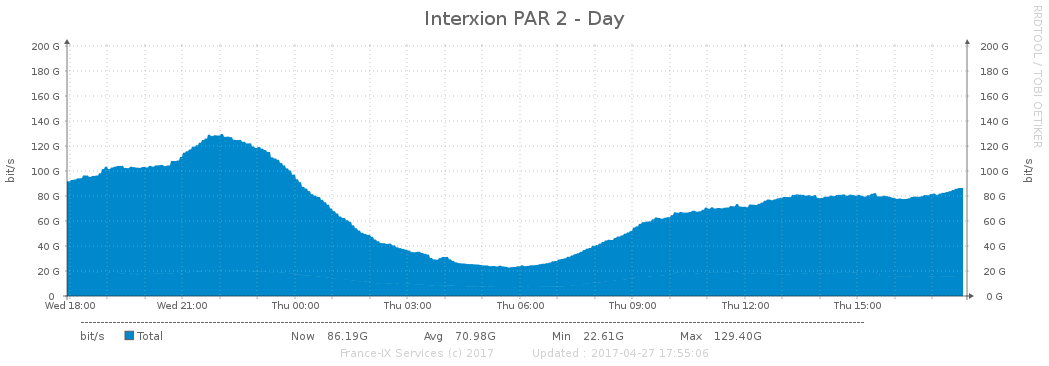 Interxion PAR 2 - Day
RRDTOOL / TOBI OETIKER
200 G 200 G
180 G 180 G
160 G 160 G
140 G 140 G
120 G 120 G
100 G 100 G
80 G 80 G
60 G 60 G
40 G 40 G
20 G 20 G
0 0 G
bit/s
bit/s
Wed 18:00 Wed 21:00 Thu 00:00 Thu 03:00 Thu 06:00 Thu 09:00 Thu 12:00 Thu 15:00
bit/s Total Now 86.19G Avg 70.98G Min 22.61G Max 129.40G
France-IX Services (c) 2017 Updated : 2017-04-27 17:55:06